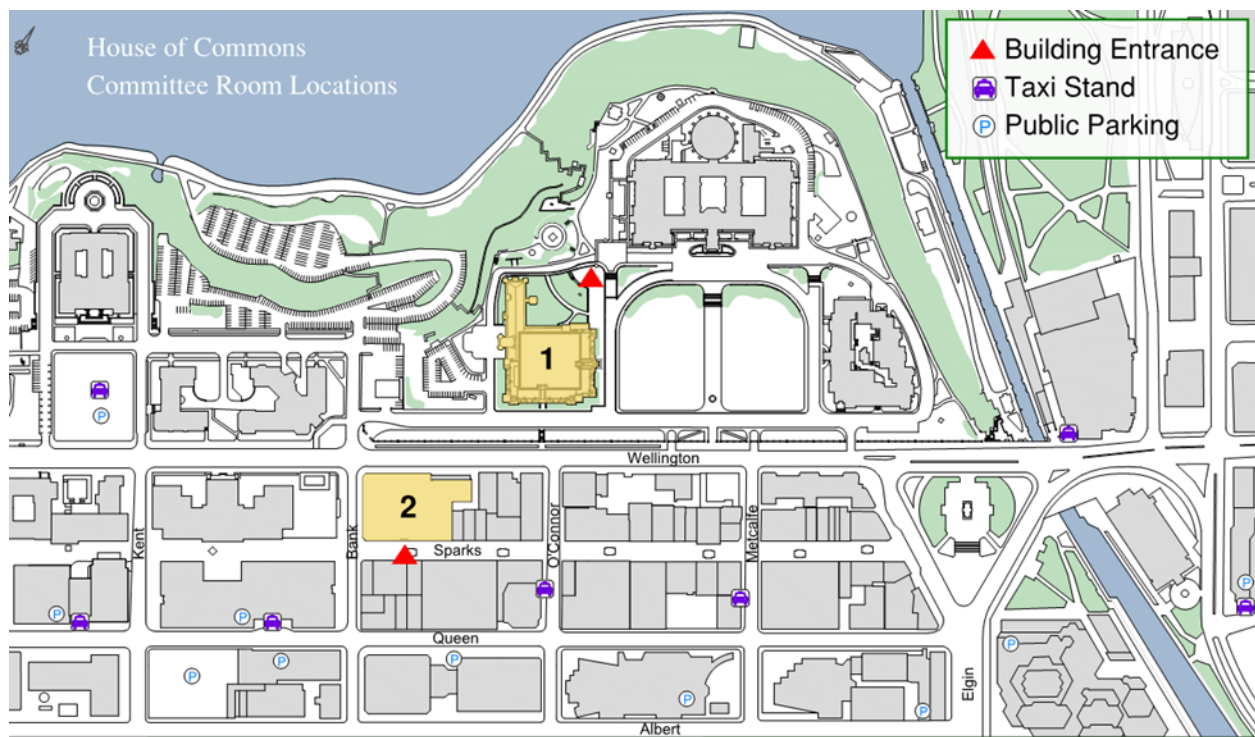 House of Commons
Committee Room Locations
Building Entrance
Taxi Stand
P Public Parking
1
P
Wellington
2
Kent
Bank
Sparks
O'Connor
Metcalfe
P
P
P
Queen
P
P
P
P
P
P
Elgin
Albert